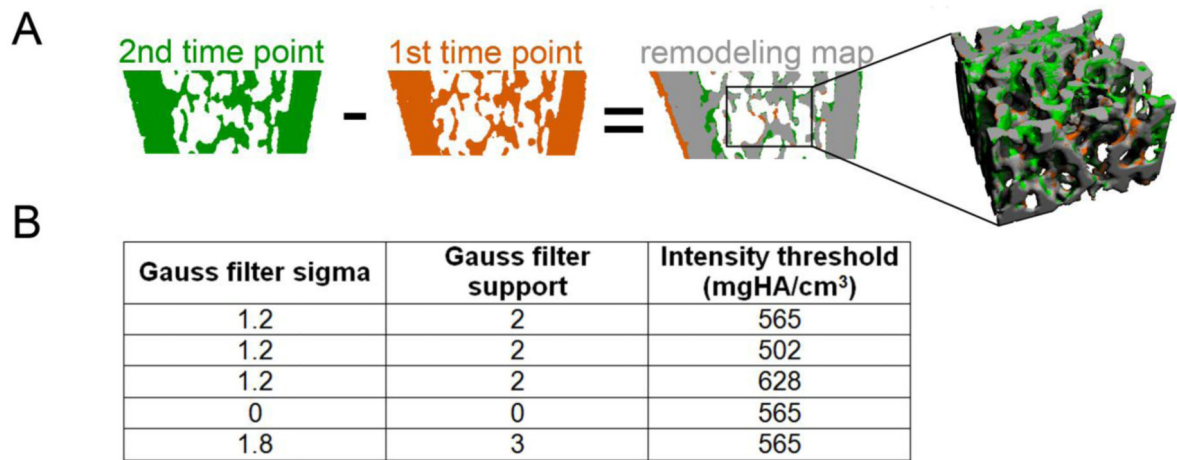 A
2nd time point 1st time point remodeling map
- =
B
Gauss filter sigma Gauss filter support Intensity threshold (mgHA/cm³)
1.2 2 565
1.2 2 502
1.2 2 628
0 0 565
1.8 3 565